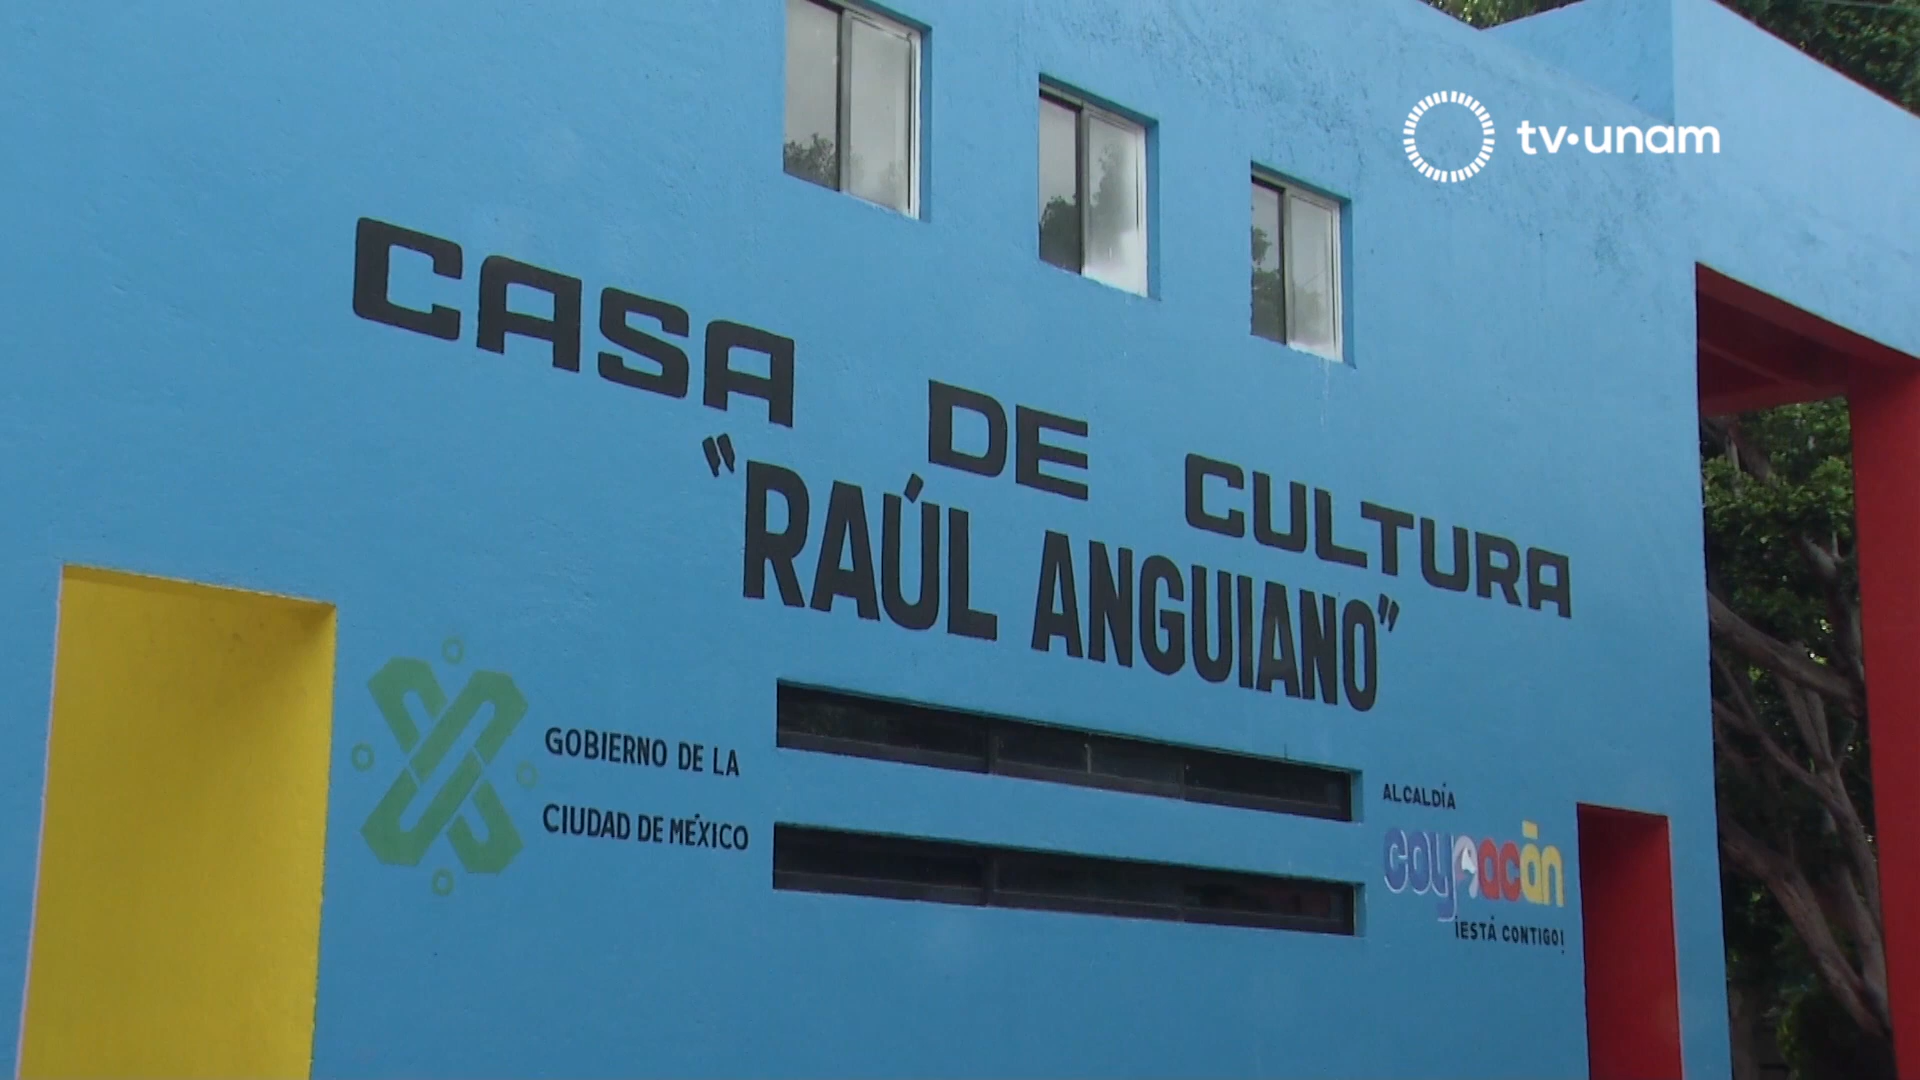 tv·unam
CASA DE CULTURA
"RAÚL ANGUIANO"
GOBIERNO DE LA
CIUDAD DE MÉXICO
ALCALDÍA
coyoacán
¡ESTÁ CONTIGO!